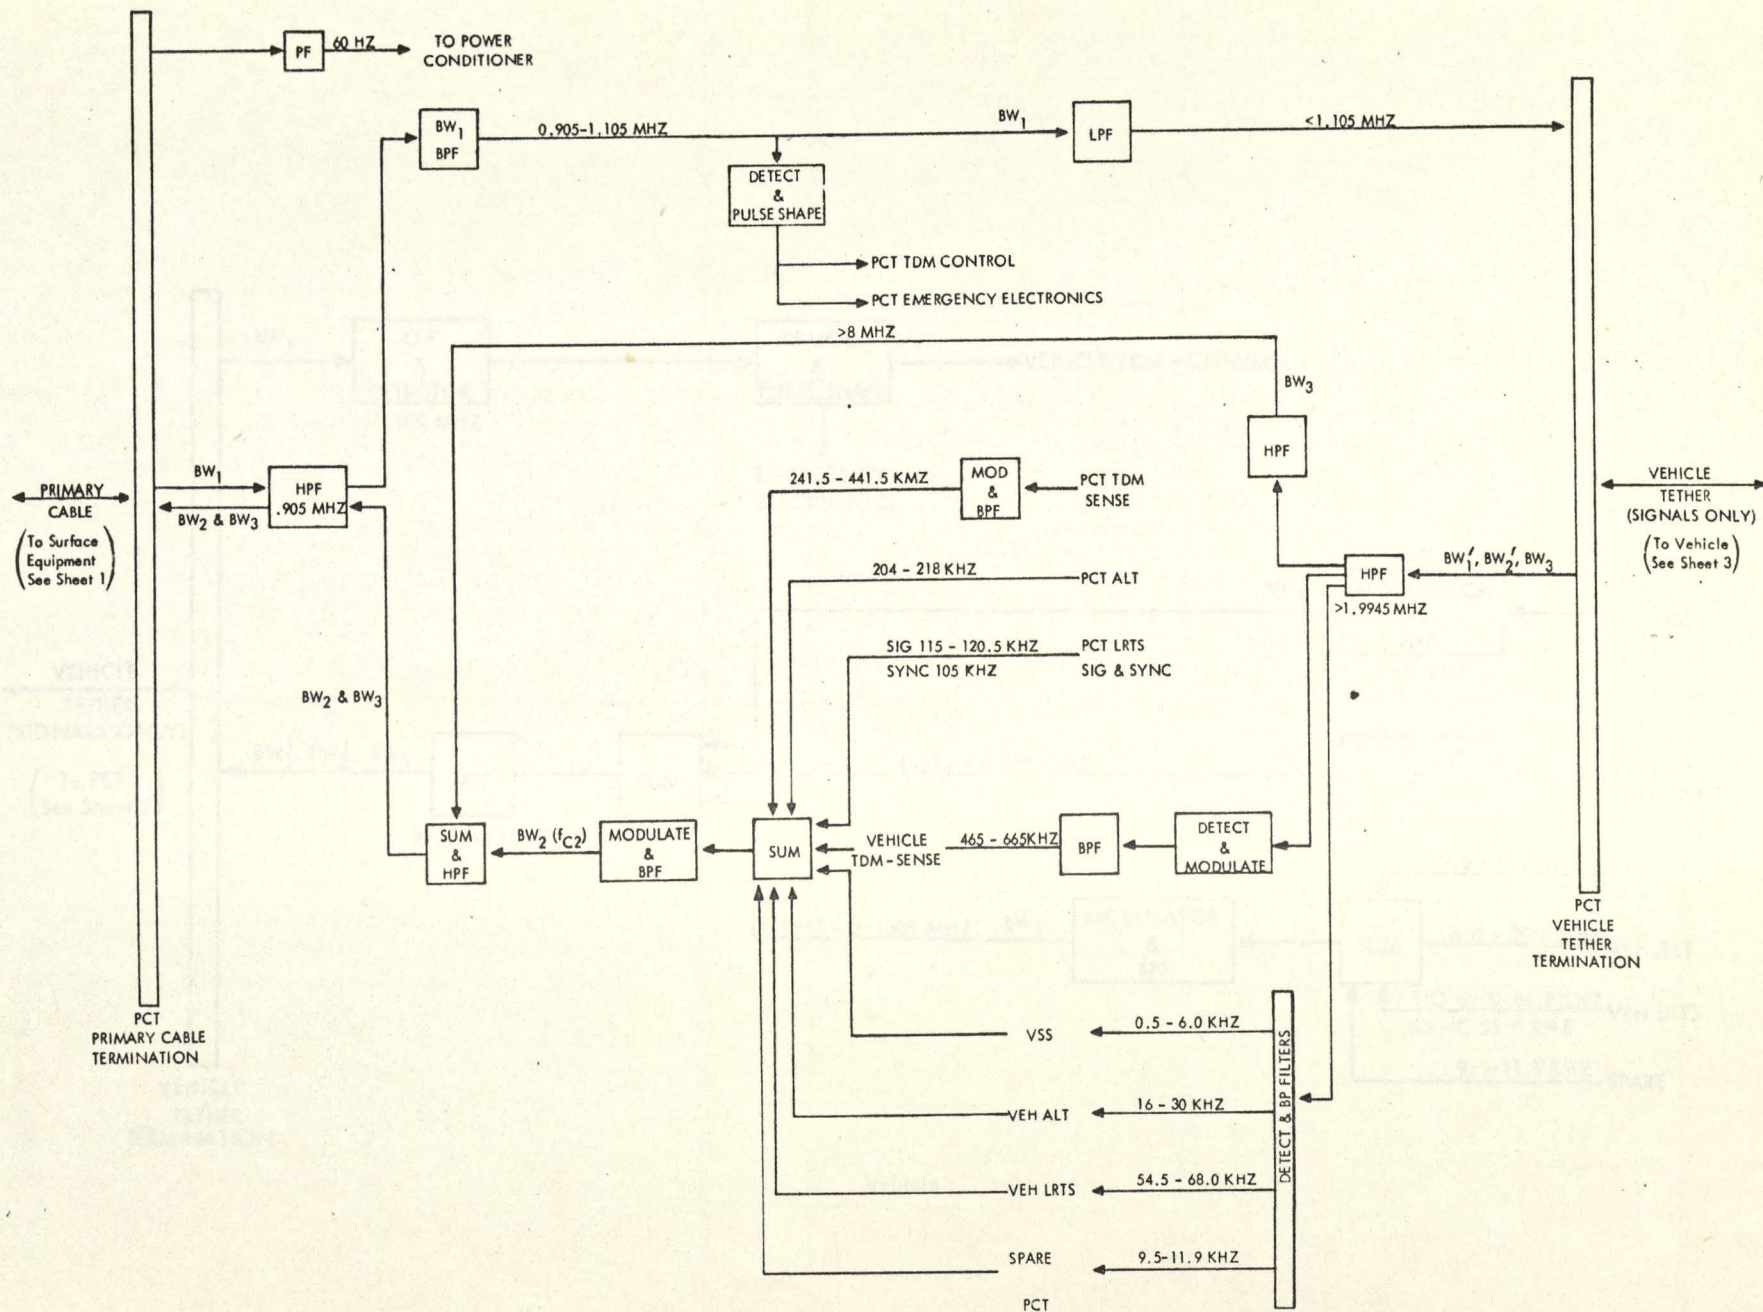 PF
60 HZ
TO POWER
CONDITIONER
BW1
BPF
0.905-1.105 MHZ
BW1
LPF
<1.105 MHZ
DETECT
&
PULSE SHAPE
PCT TDM CONTROL
PCT EMERGENCY ELECTRONICS
>8 MHZ
BW3
HPF
PRIMARY
CABLE
(To Surface
Equipment
See Sheet 1)
BW1
BW2 & BW3
HPF
.905 MHZ
241.5 - 441.5 KMZ
MOD
&
BPF
PCT TDM
SENSE
204 - 218 KHZ
PCT ALT
SIG 115 - 120.5 KHZ
SYNC 105 KHZ
PCT LRTS
SIG & SYNC
HPF
>1.9945 MHZ
BW1', BW2', BW3
VEHICLE
TETHER
(SIGNALS ONLY)
(To Vehicle
See Sheet 3)
BW2 & BW3
SUM
&
HPF
BW2 (fC2)
MODULATE
&
BPF
SUM
VEHICLE
TDM-SENSE
465 - 665KHZ
BPF
DETECT
&
MODULATE
PCT
VEHICLE
TETHER
TERMINATION
PCT
PRIMARY CABLE
TERMINATION
VSS
0.5 - 6.0 KHZ
VEH ALT
16 - 30 KHZ
VEH LRTS
54.5 - 68.0 KHZ
SPARE
9.5-11.9 KHZ
DETECT & BP FILTERS
PCT